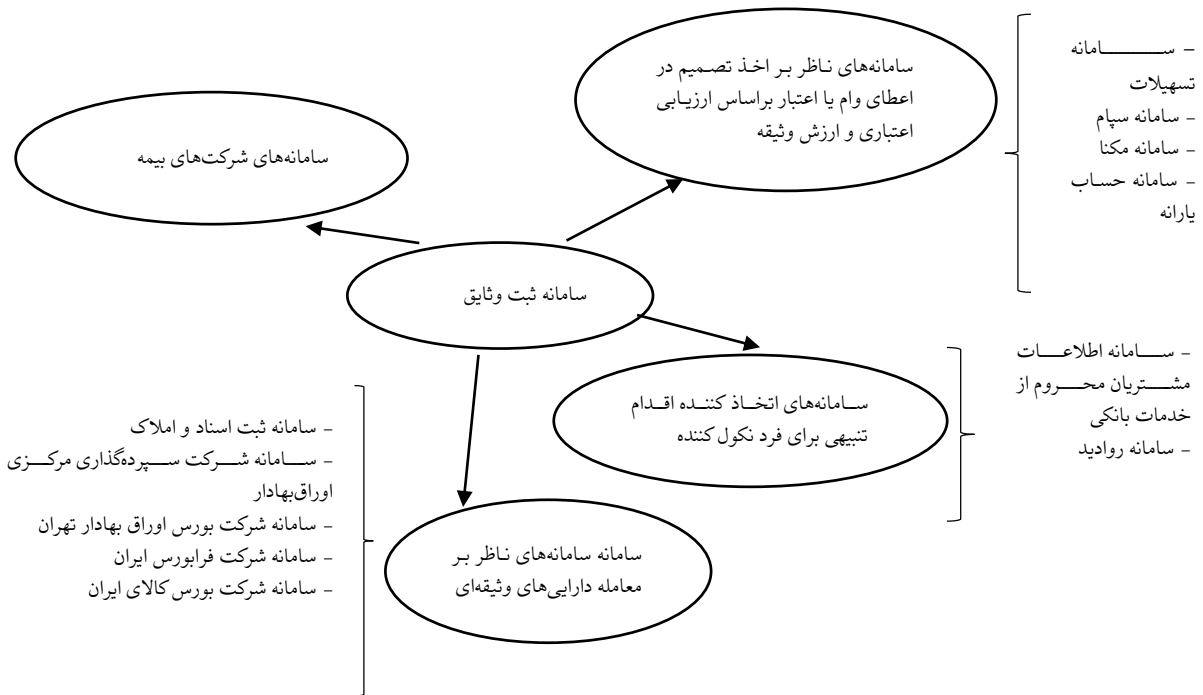 سامانه‌های ناظر بر اخذ تصمیم در
اعطای وام یا اعتبار براساس ارزیابی
اعتباری و ارزش وثیقه
– سامانه
تسهیلات
– سامانه سپام
– سامانه مکنا
– سامانه حساب
یارانه
سامانه‌های شرکت‌های بیمه
سامانه ثبت وثایق
سامانه‌های اتخاذ کننده اقدام
تنبیهی برای فرد نکول‌کننده
– سامانه اطلاعات
مشتریان محروم از
خدمات بانکی
– سامانه روادید
سامانه سامانه‌های ناظر بر
معامله دارایی‌های وثیقه‌ای
– سامانه ثبت اسناد و املاک
– سامانه شرکت سپرده‌گذاری مرکزی
اوراق‌بهادار
– سامانه شرکت بورس اوراق بهادار تهران
– سامانه شرکت فرابورس ایران
– سامانه شرکت بورس کالای ایران